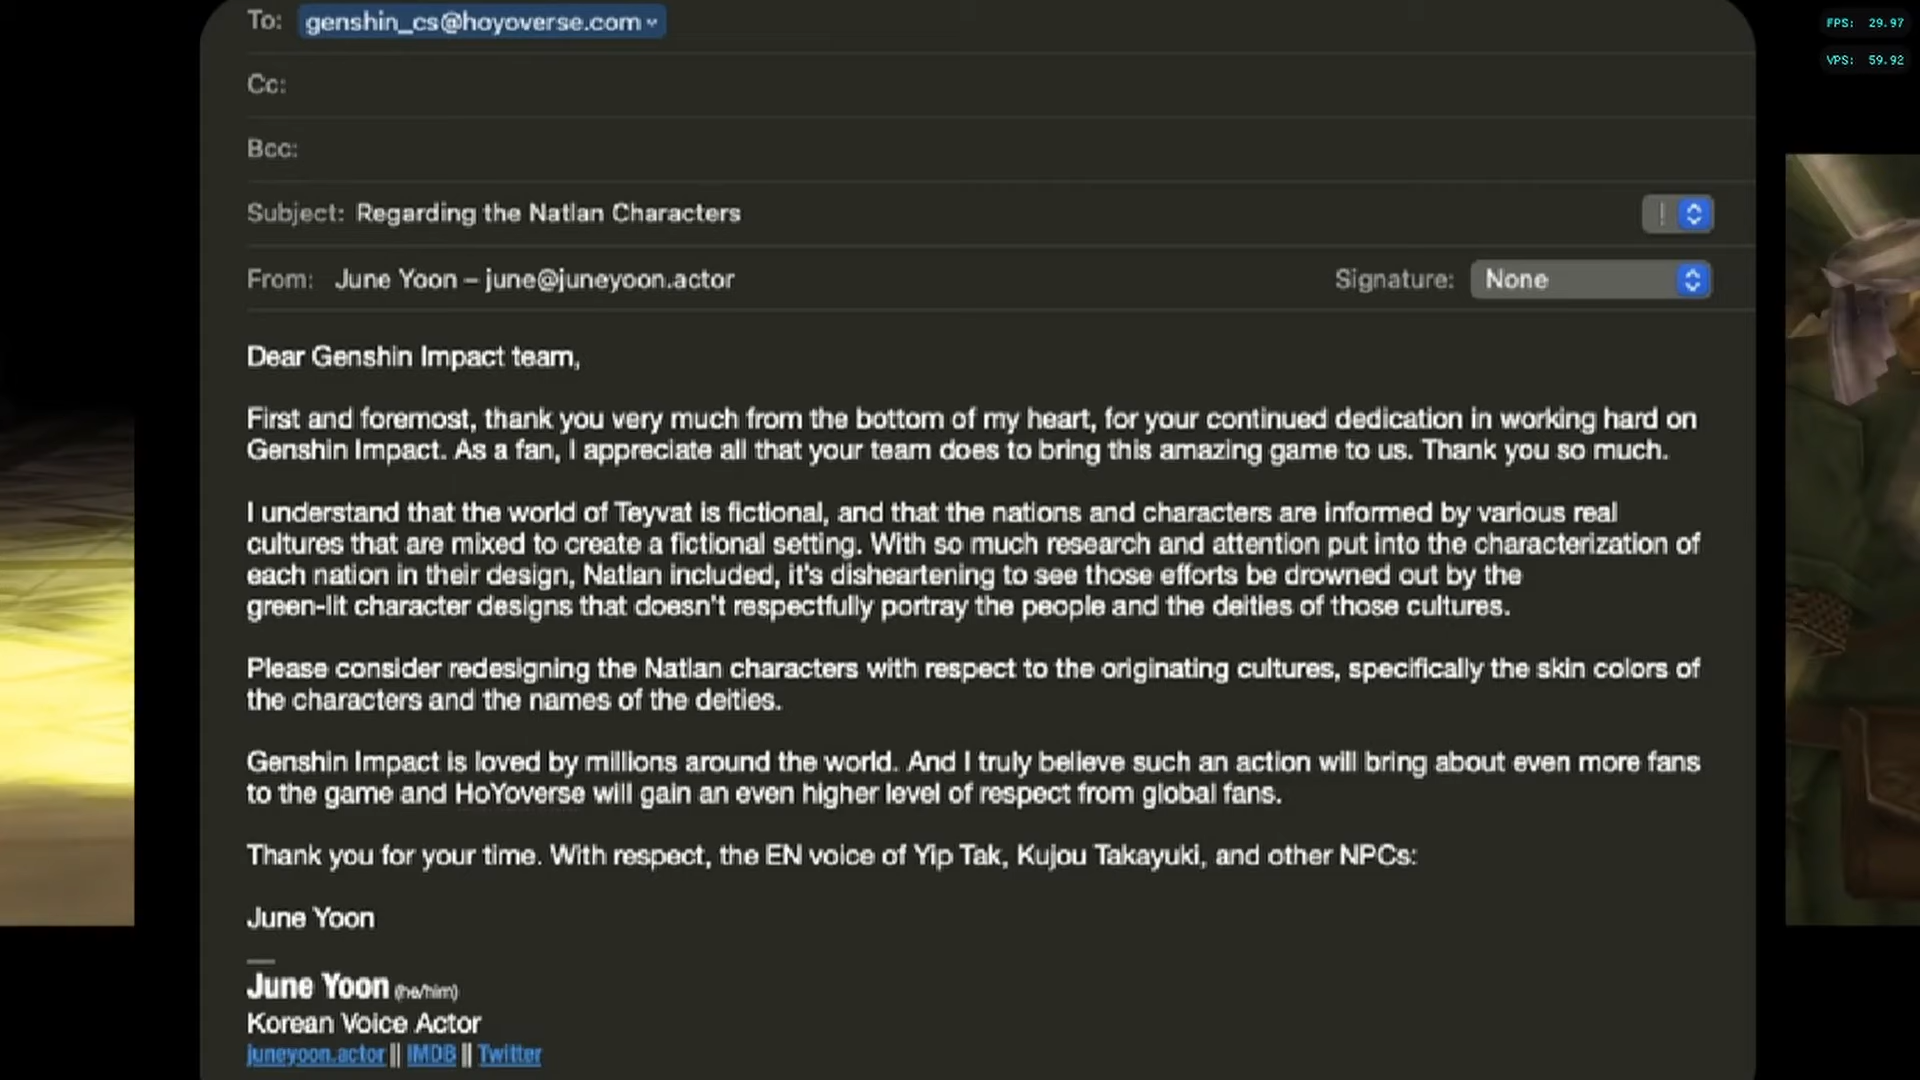 To: genshin_cs@hoyoverse.com
FPS: 29.97
VPS: 59.92
Cc:
Bcc:
Subject: Regarding the Natlan Characters
From: June Yoon – june@juneyoon.actor Signature: None
Dear Genshin Impact team,
First and foremost, thank you very much from the bottom of my heart, for your continued dedication in working hard on
Genshin Impact. As a fan, I appreciate all that your team does to bring this amazing game to us. Thank you so much.
I understand that the world of Teyvat is fictional, and that the nations and characters are informed by various real
cultures that are mixed to create a fictional setting. With so much research and attention put into the characterization of
each nation in their design, Natlan included, it's disheartening to see those efforts be drowned out by the
green-lit character designs that doesn't respectfully portray the people and the deities of those cultures.
Please consider redesigning the Natlan characters with respect to the originating cultures, specifically the skin colors of
the characters and the names of the deities.
Genshin Impact is loved by millions around the world. And I truly believe such an action will bring about even more fans
to the game and HoYoverse will gain an even higher level of respect from global fans.
Thank you for your time. With respect, the EN voice of Yip Tak, Kujou Takayuki, and other NPCs:
June Yoon
June Yoon (he/him)
Korean Voice Actor
juneyoon.actor || IMDB || Twitter